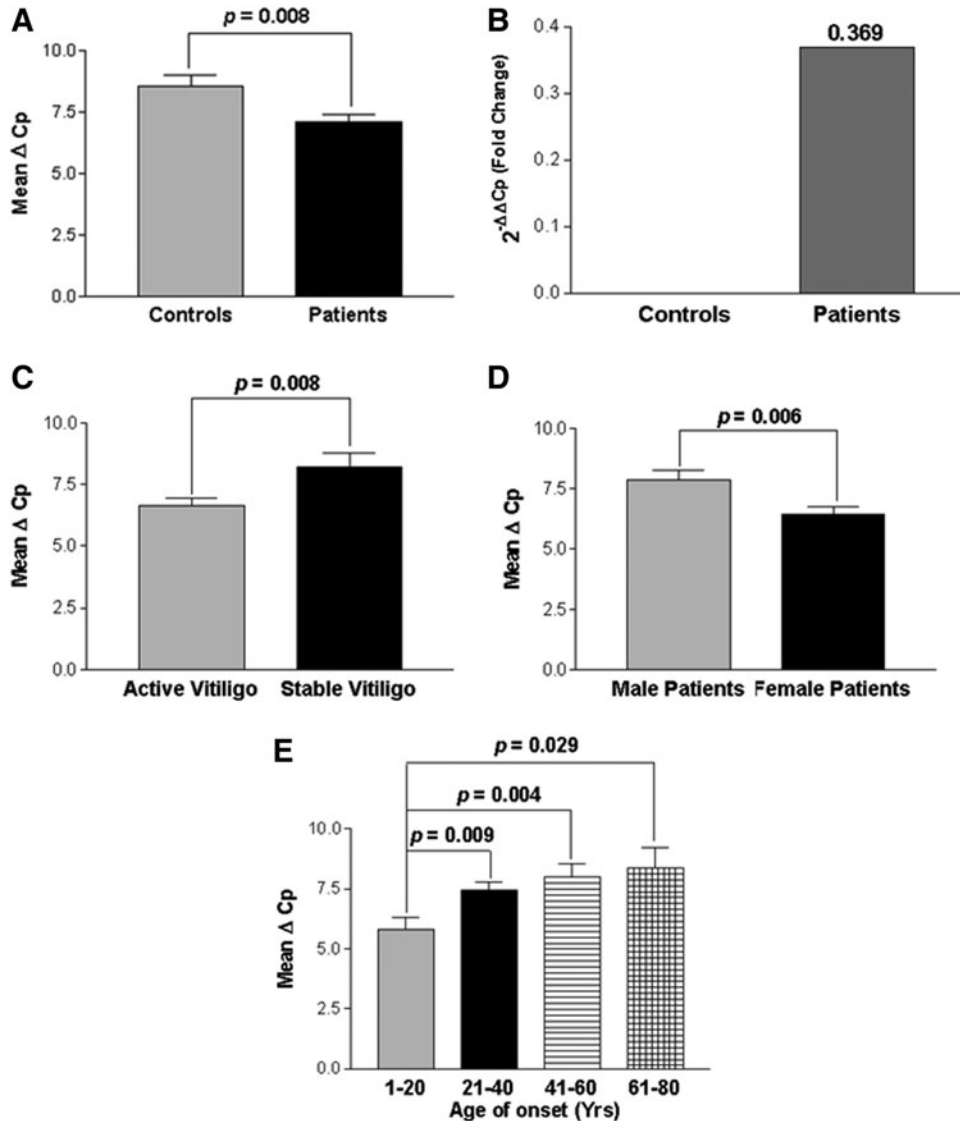 A
p = 0.008
Mean Δ Cp
10.0
7.5
5.0
2.5
0.0
Controls Patients
B
0.369
2^-ΔΔCp (Fold Change)
0.4
0.3
0.2
0.1
0.0
Controls Patients
C
p = 0.008
Mean Δ Cp
10.0
7.5
5.0
2.5
0.0
Active Vitiligo Stable Vitiligo
D
p = 0.006
Mean Δ Cp
10.0
7.5
5.0
2.5
0.0
Male Patients Female Patients
E
p = 0.029
p = 0.004
p = 0.009
Mean Δ Cp
10.0
7.5
5.0
2.5
0.0
1-20 21-40 41-60 61-80
Age of onset (Yrs)